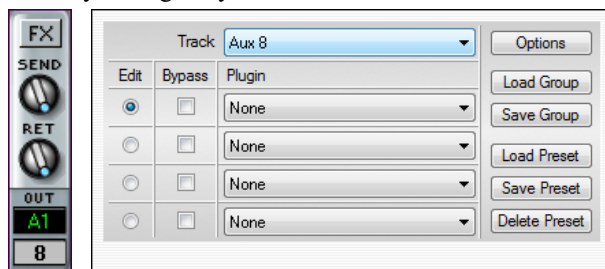 FX
SEND
RET
OUT
A1
8
Track Aux 8 Options
Edit Bypass Plugin Load Group
None Save Group
None Load Preset
None Save Preset
None Delete Preset